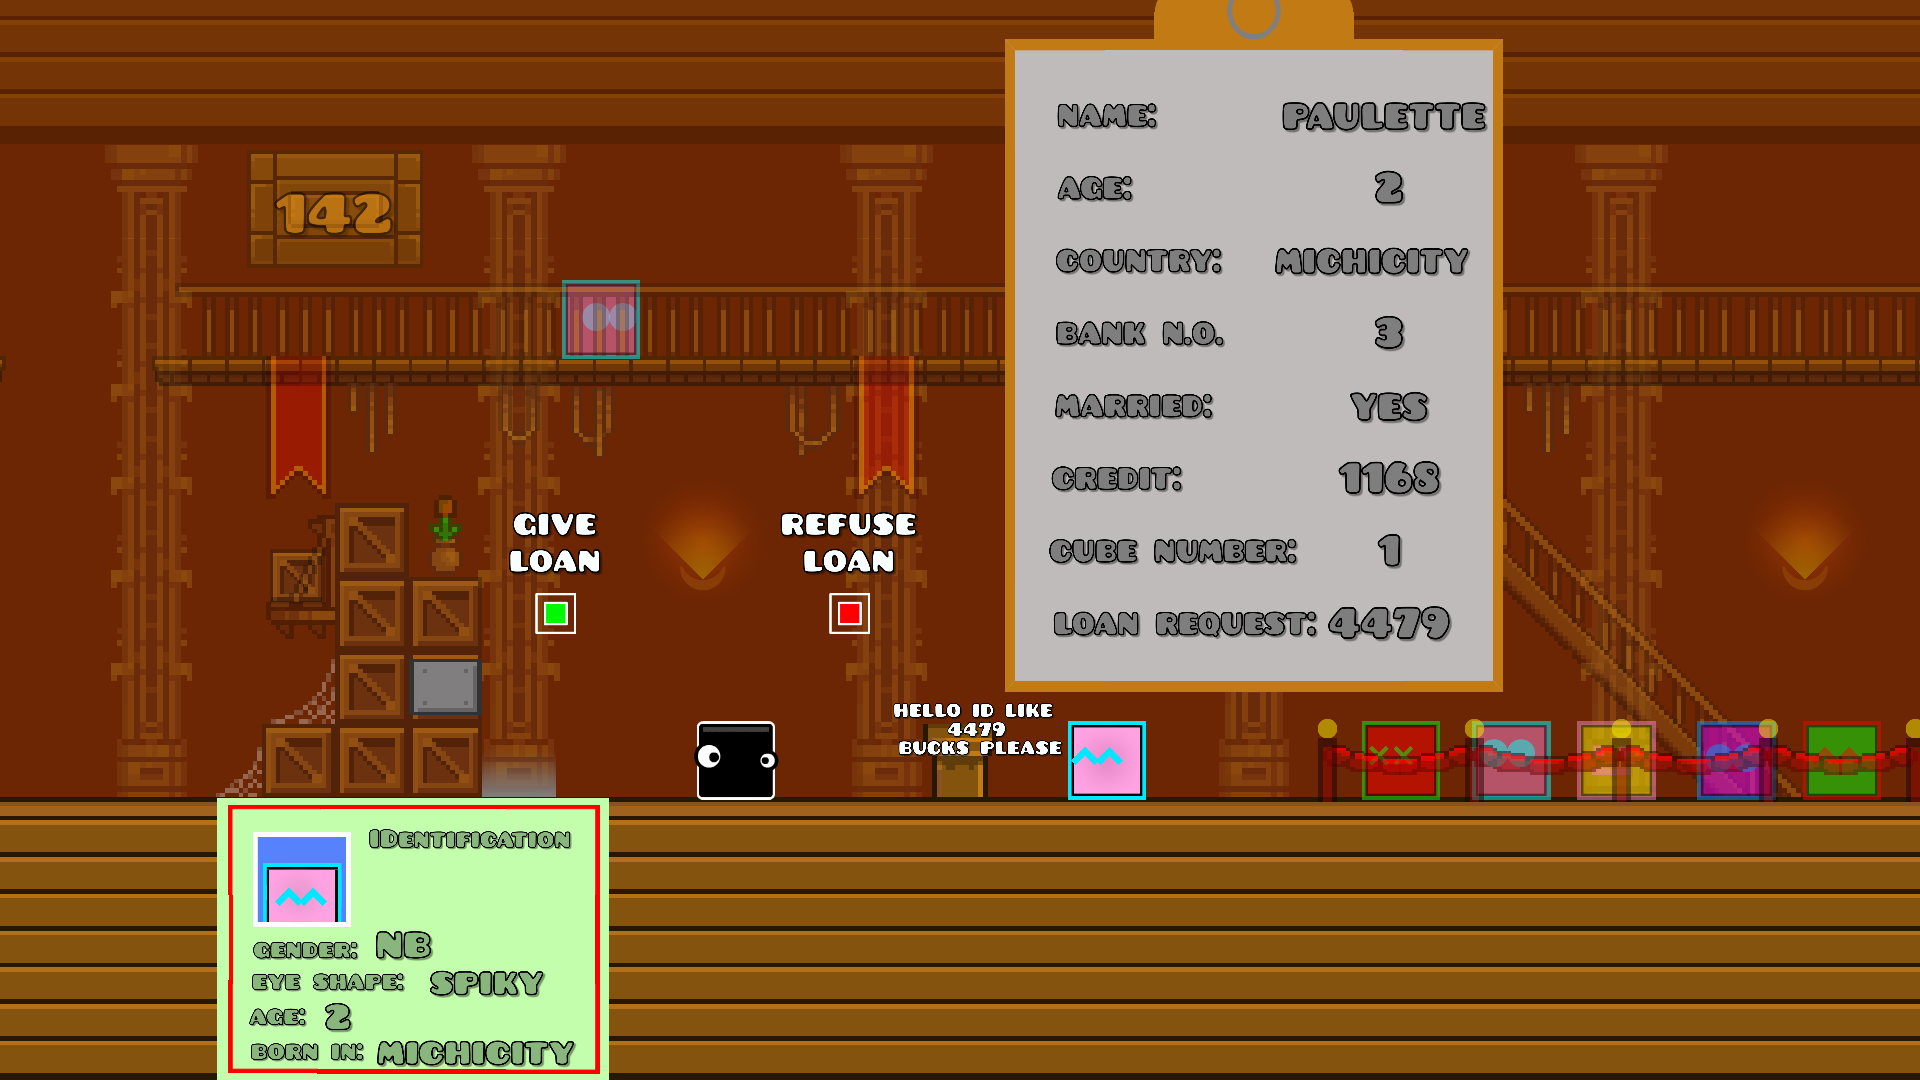 142
NAME: PAULETTE
AGE: 2
COUNTRY: MICHICITY
BANK N.O. 3
MARRIED: YES
CREDIT: 1168
CUBE NUMBER: 1
LOAN REQUEST: 4479
GIVE
LOAN
REFUSE
LOAN
HELLO ID LIKE
4479
BUCKS PLEASE
IDENTIFICATION
GENDER: NB
EYE SHAPE: SPIKY
AGE: 2
BORN IN: MICHICITY